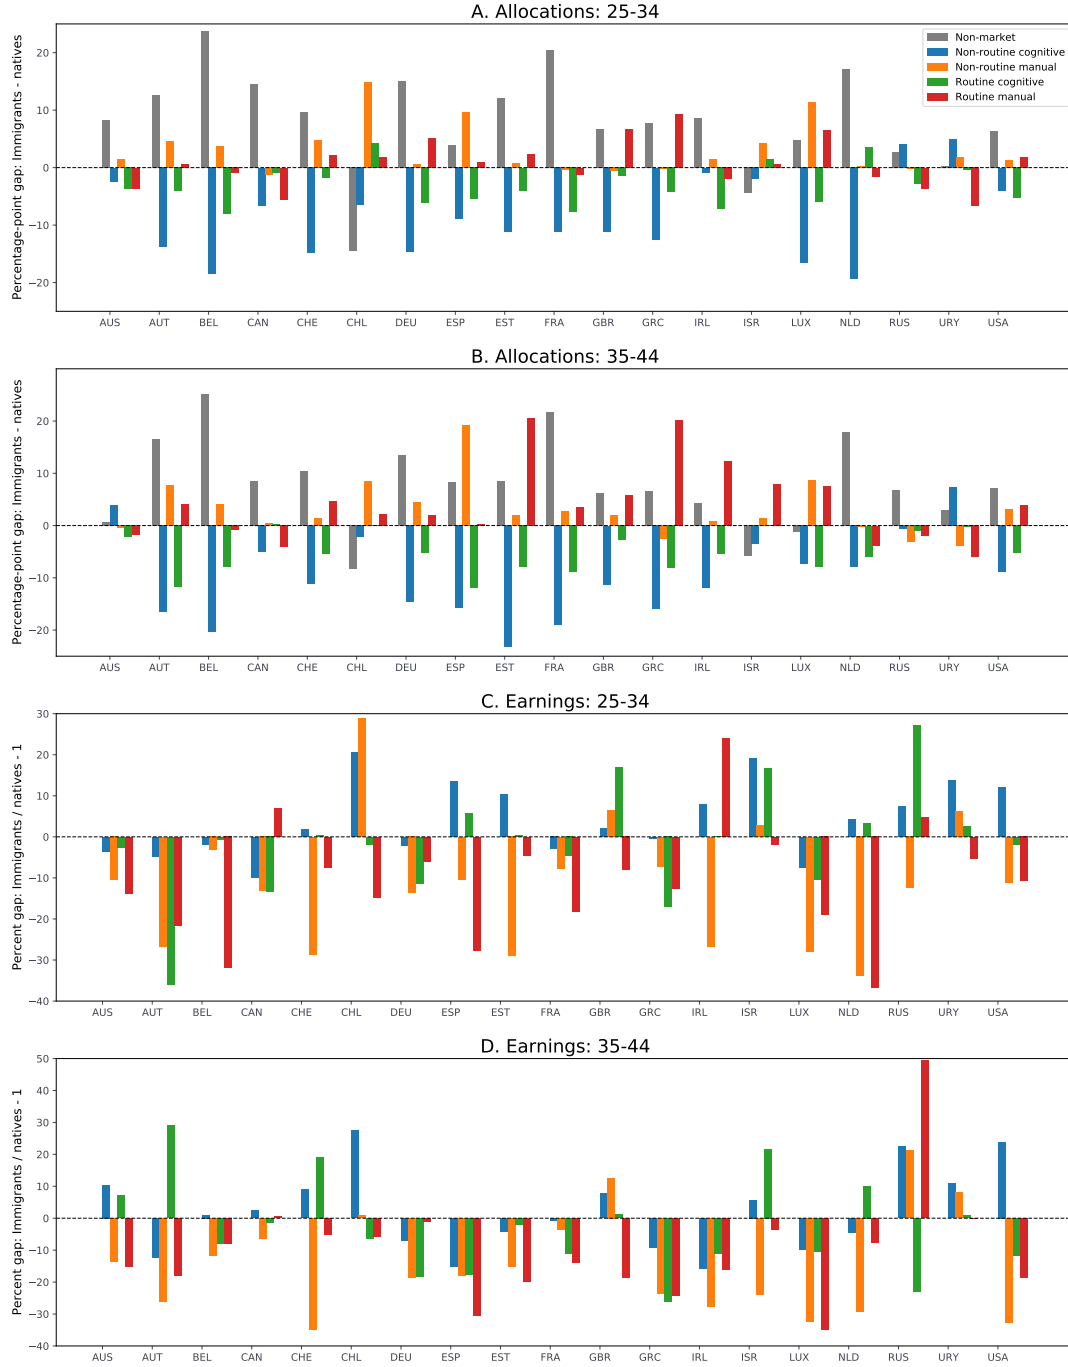 A. Allocations: 25-34
Percentage-point gap: Immigrants - natives
20
10
0
−10
−20
Non-market
Non-routine cognitive
Non-routine manual
Routine cognitive
Routine manual
AUS AUT BEL CAN CHE CHL DEU ESP EST FRA GBR GRC IRL ISR LUX NLD RUS URY USA
B. Allocations: 35-44
Percentage-point gap: Immigrants - natives
20
10
0
−10
−20
AUS AUT BEL CAN CHE CHL DEU ESP EST FRA GBR GRC IRL ISR LUX NLD RUS URY USA
C. Earnings: 25-34
Percent gap: Immigrants / natives - 1
30
20
10
0
−10
−20
−30
−40
AUS AUT BEL CAN CHE CHL DEU ESP EST FRA GBR GRC IRL ISR LUX NLD RUS URY USA
D. Earnings: 35-44
Percent gap: Immigrants / natives - 1
50
40
30
20
10
0
−10
−20
−30
−40
AUS AUT BEL CAN CHE CHL DEU ESP EST FRA GBR GRC IRL ISR LUX NLD RUS URY USA